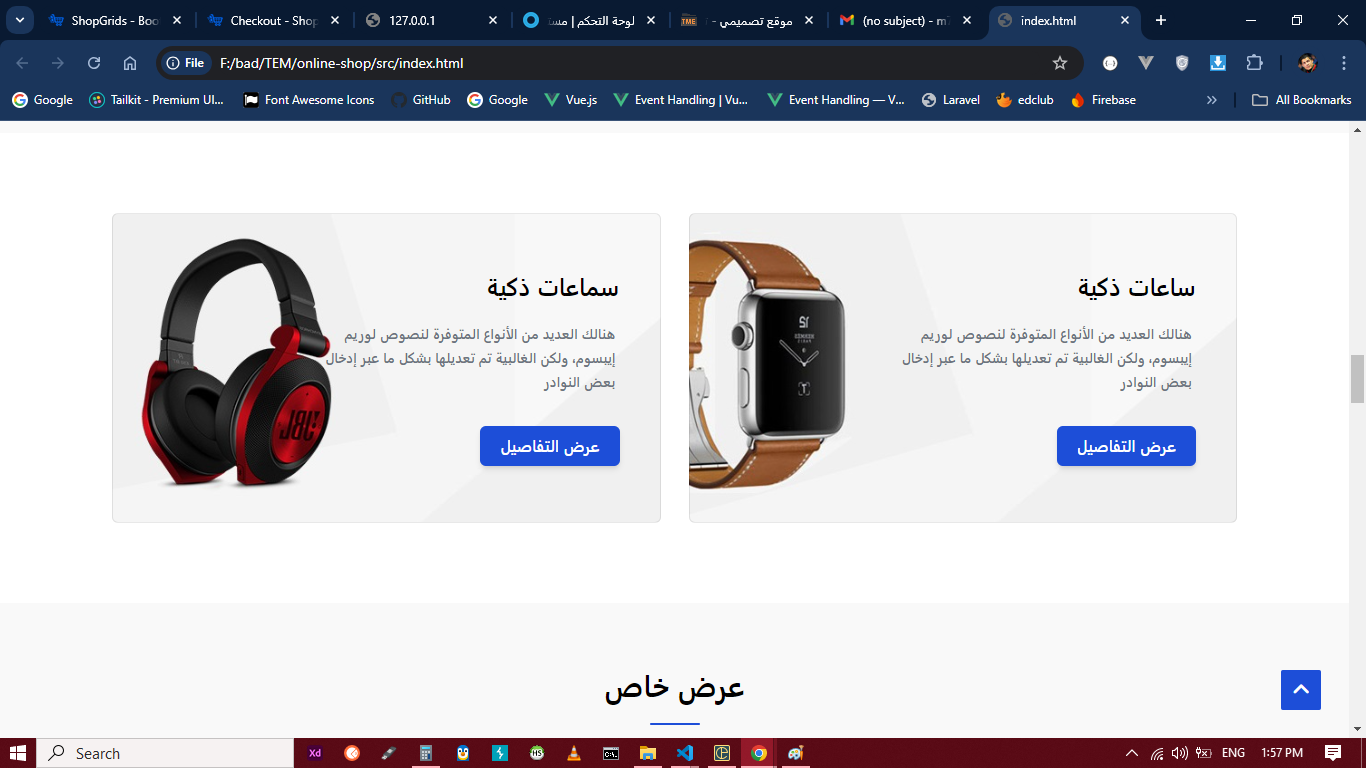 ShopGrids - Boo
Checkout - Shop
127.0.0.1
لوحة التحكم | مست
موقع تصميمي -
(no subject) - m7
index.html
File
F:/bad/TEM/online-shop/src/index.html
Google
Tailkit - Premium UI...
Font Awesome Icons
GitHub
Google
Vue.js
Event Handling | Vu...
Event Handling — V...
Laravel
edclub
Firebase
»
All Bookmarks
ساعات ذكية
هنالك العديد من الأنواع المتوفرة لنصوص لوريم
إيبسوم، ولكن الغالبية تم تعديلها بشكل ما عبر إدخال
بعض النوادر
عرض التفاصيل
سماعات ذكية
هنالك العديد من الأنواع المتوفرة لنصوص لوريم
إيبسوم، ولكن الغالبية تم تعديلها بشكل ما عبر إدخال
بعض النوادر
عرض التفاصيل
JBL
عرض خاص
Search
Xd
HS
ENG
1:57 PM